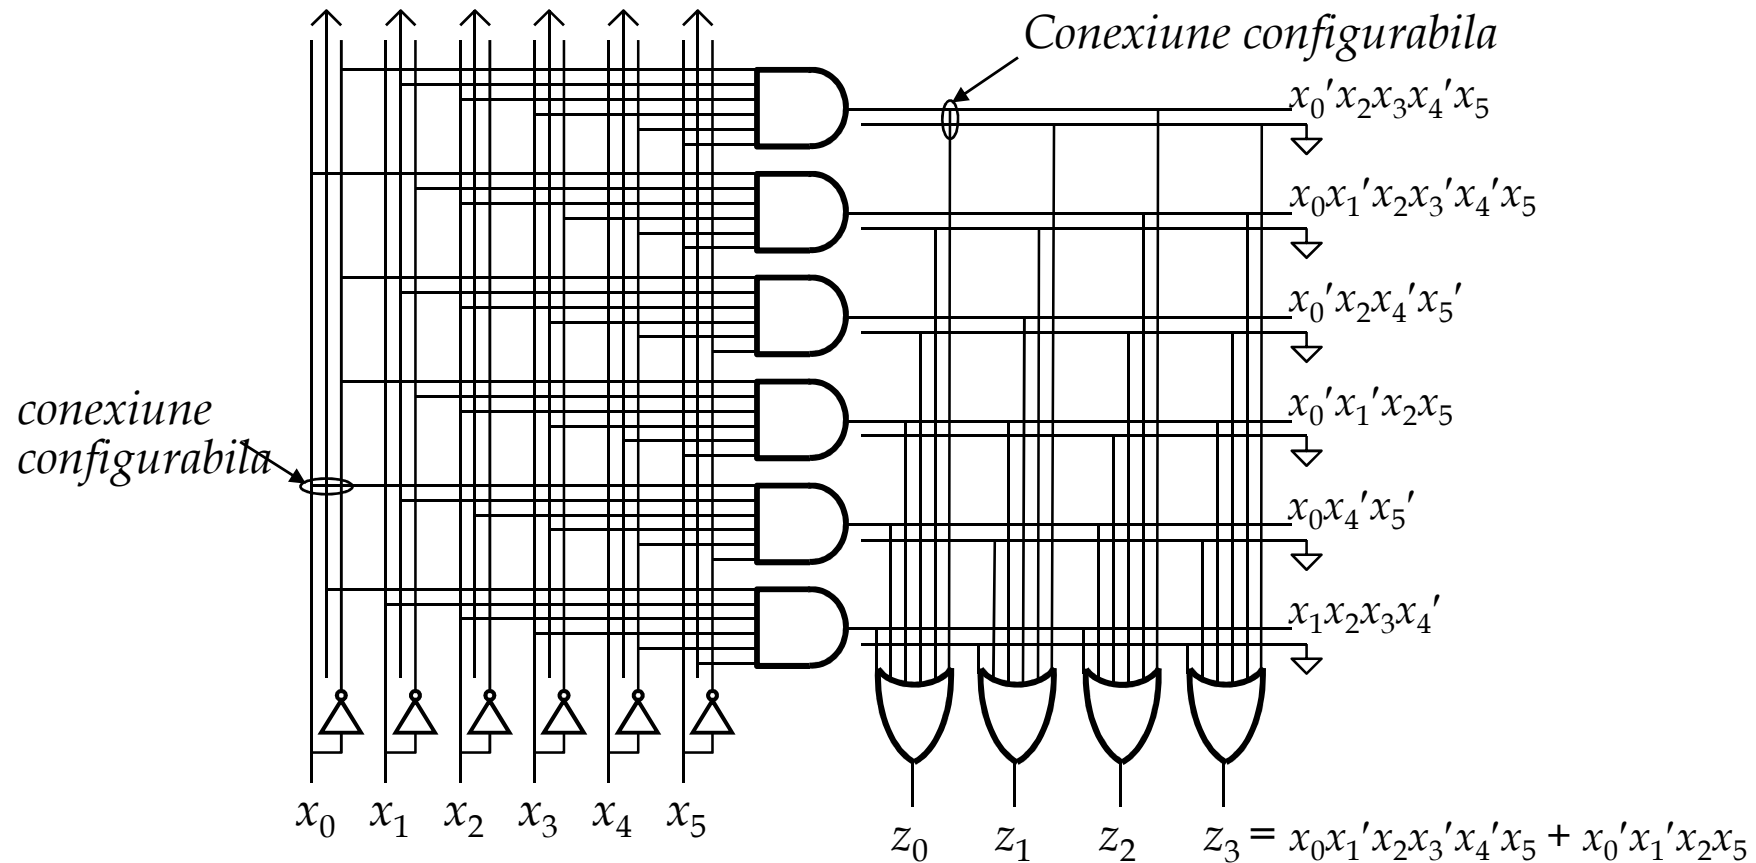 Conexiune configurabila
x₀′x₂x₃x₄′x₅
x₀x₁′x₂x₃′x₄′x₅
x₀′x₂x₄′x₅′
conexiune
configurabila
x₀′x₁′x₂x₅
x₀x₄′x₅′
x₁x₂x₃x₄′
x₀ x₁ x₂ x₃ x₄ x₅
z₀ z₁ z₂ z₃ = x₀x₁′x₂x₃′x₄′x₅ + x₀′x₁′x₂x₅